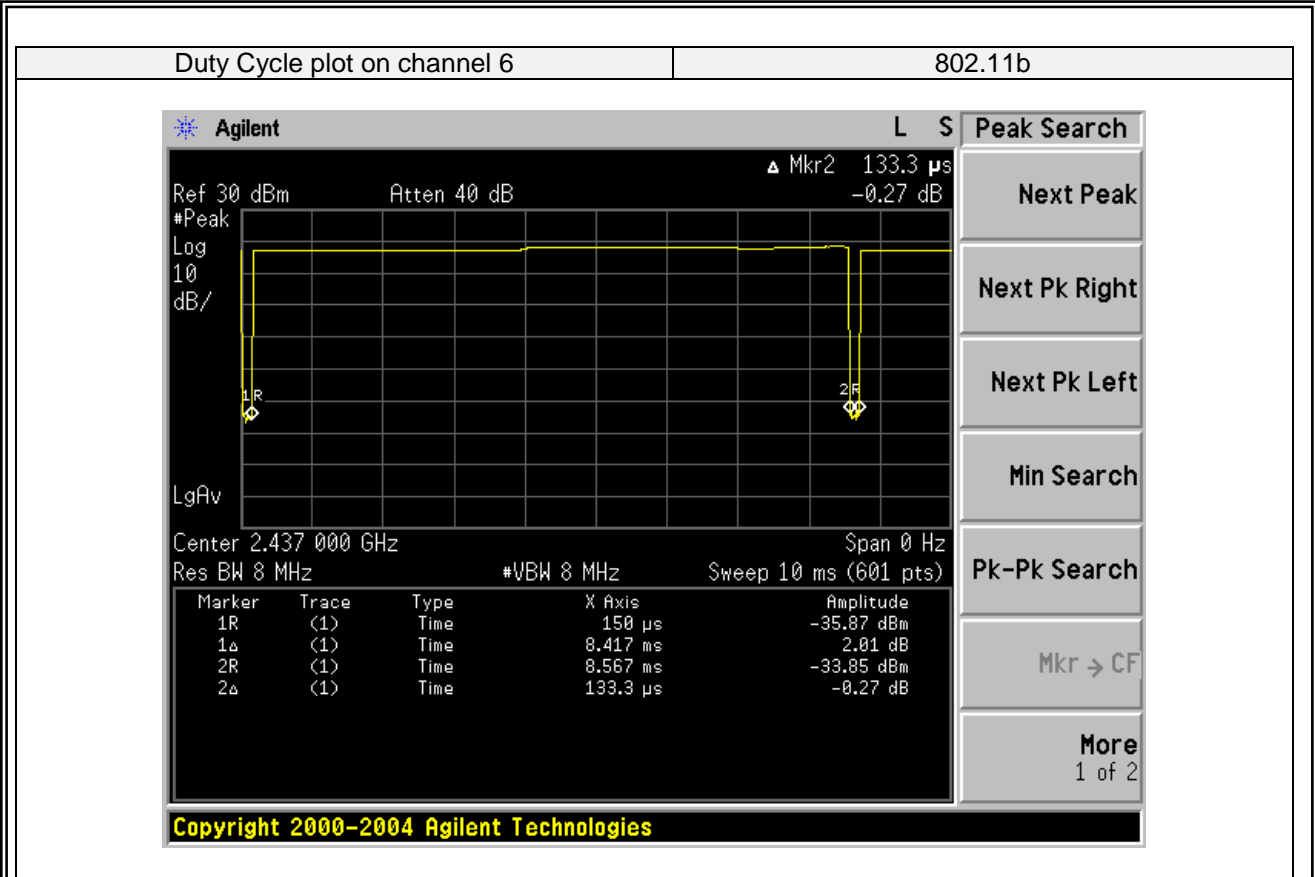 Duty Cycle plot on channel 6 802.11b
Agilent L S Peak Search
Δ Mkr2 133.3 µs
Ref 30 dBm Atten 40 dB -0.27 dB
#Peak
Log
10
dB/
1R
2R
LgAv
Center 2.437 000 GHz Span 0 Hz
Res BW 8 MHz #VBW 8 MHz Sweep 10 ms (601 pts)
Marker Trace Type X Axis Amplitude
1R (1) Time 150 µs -35.87 dBm
1Δ (1) Time 8.417 ms 2.01 dB
2R (1) Time 8.567 ms -33.85 dBm
2Δ (1) Time 133.3 µs -0.27 dB
Next Peak
Next Pk Right
Next Pk Left
Min Search
Pk-Pk Search
Mkr → CF
More
1 of 2
Copyright 2000-2004 Agilent Technologies